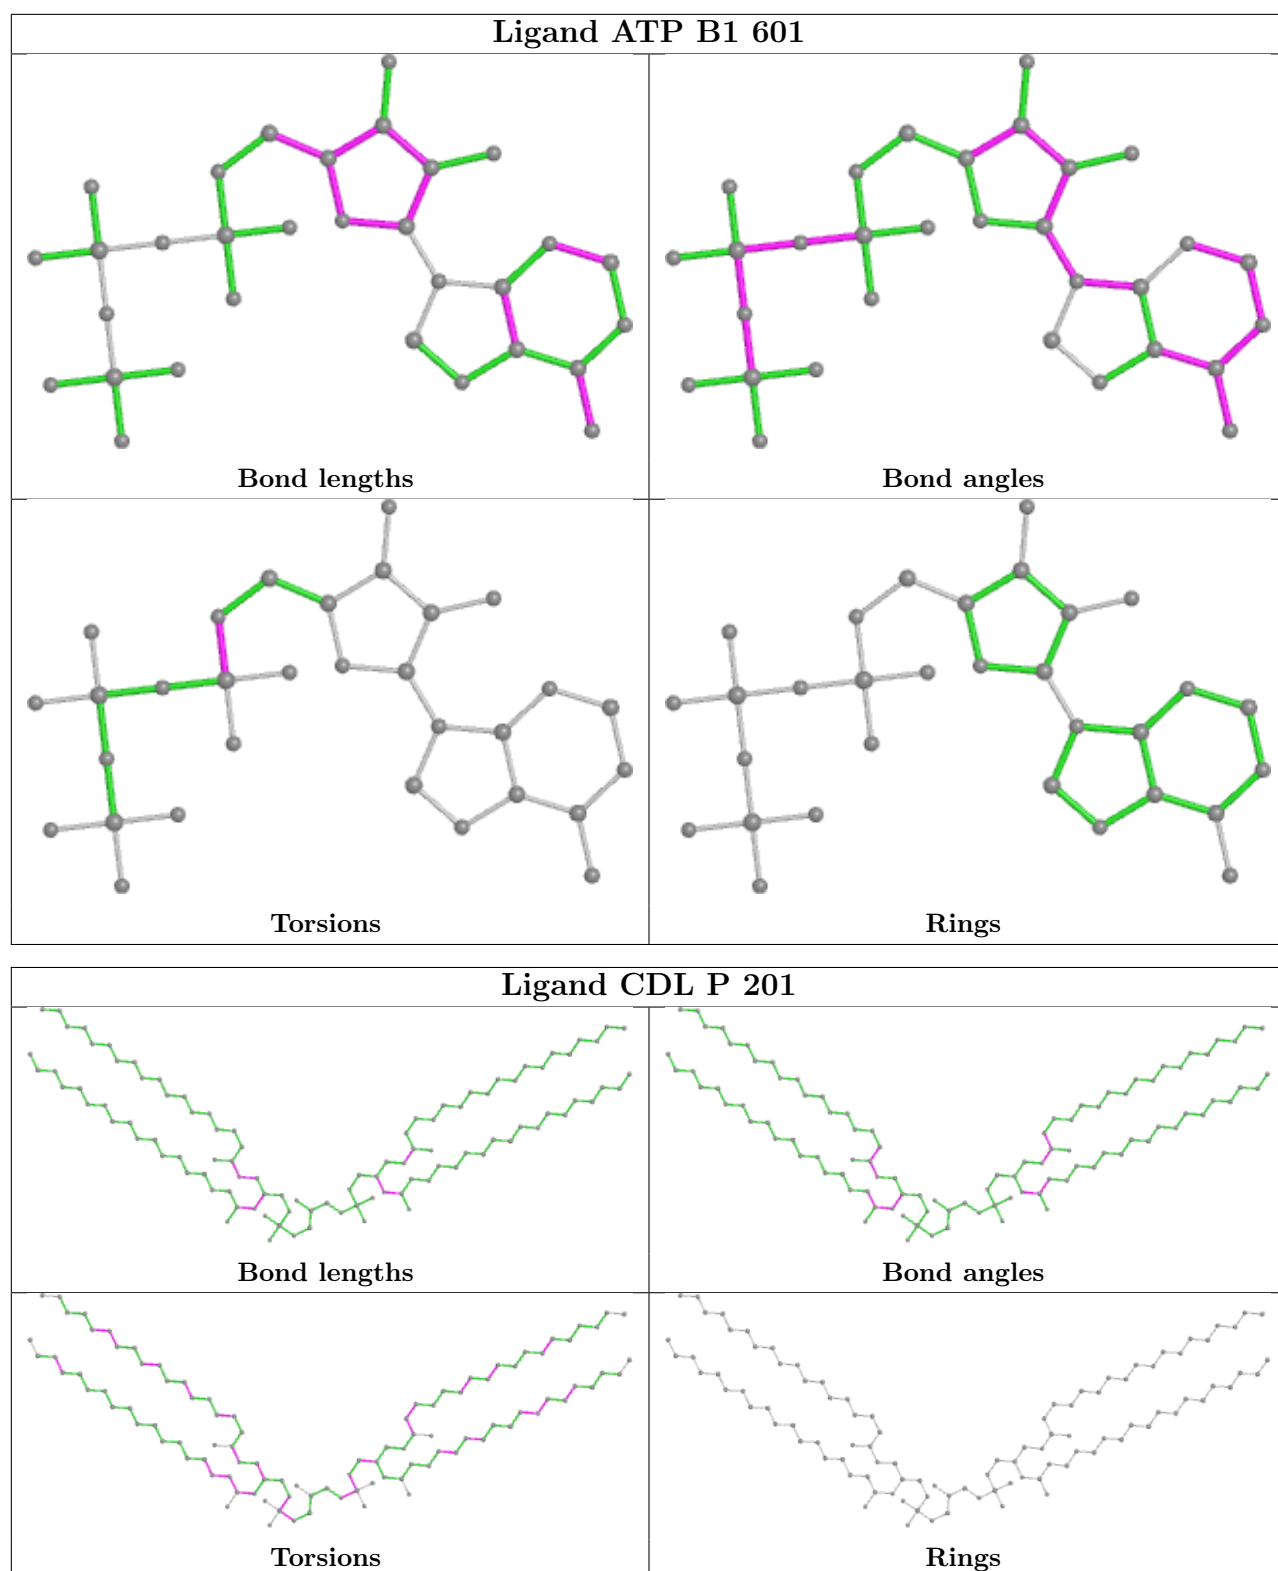 Ligand ATP B1 601
Bond lengths
Bond angles
Torsions
Rings
Ligand CDL P 201
Bond lengths
Bond angles
Torsions
Rings